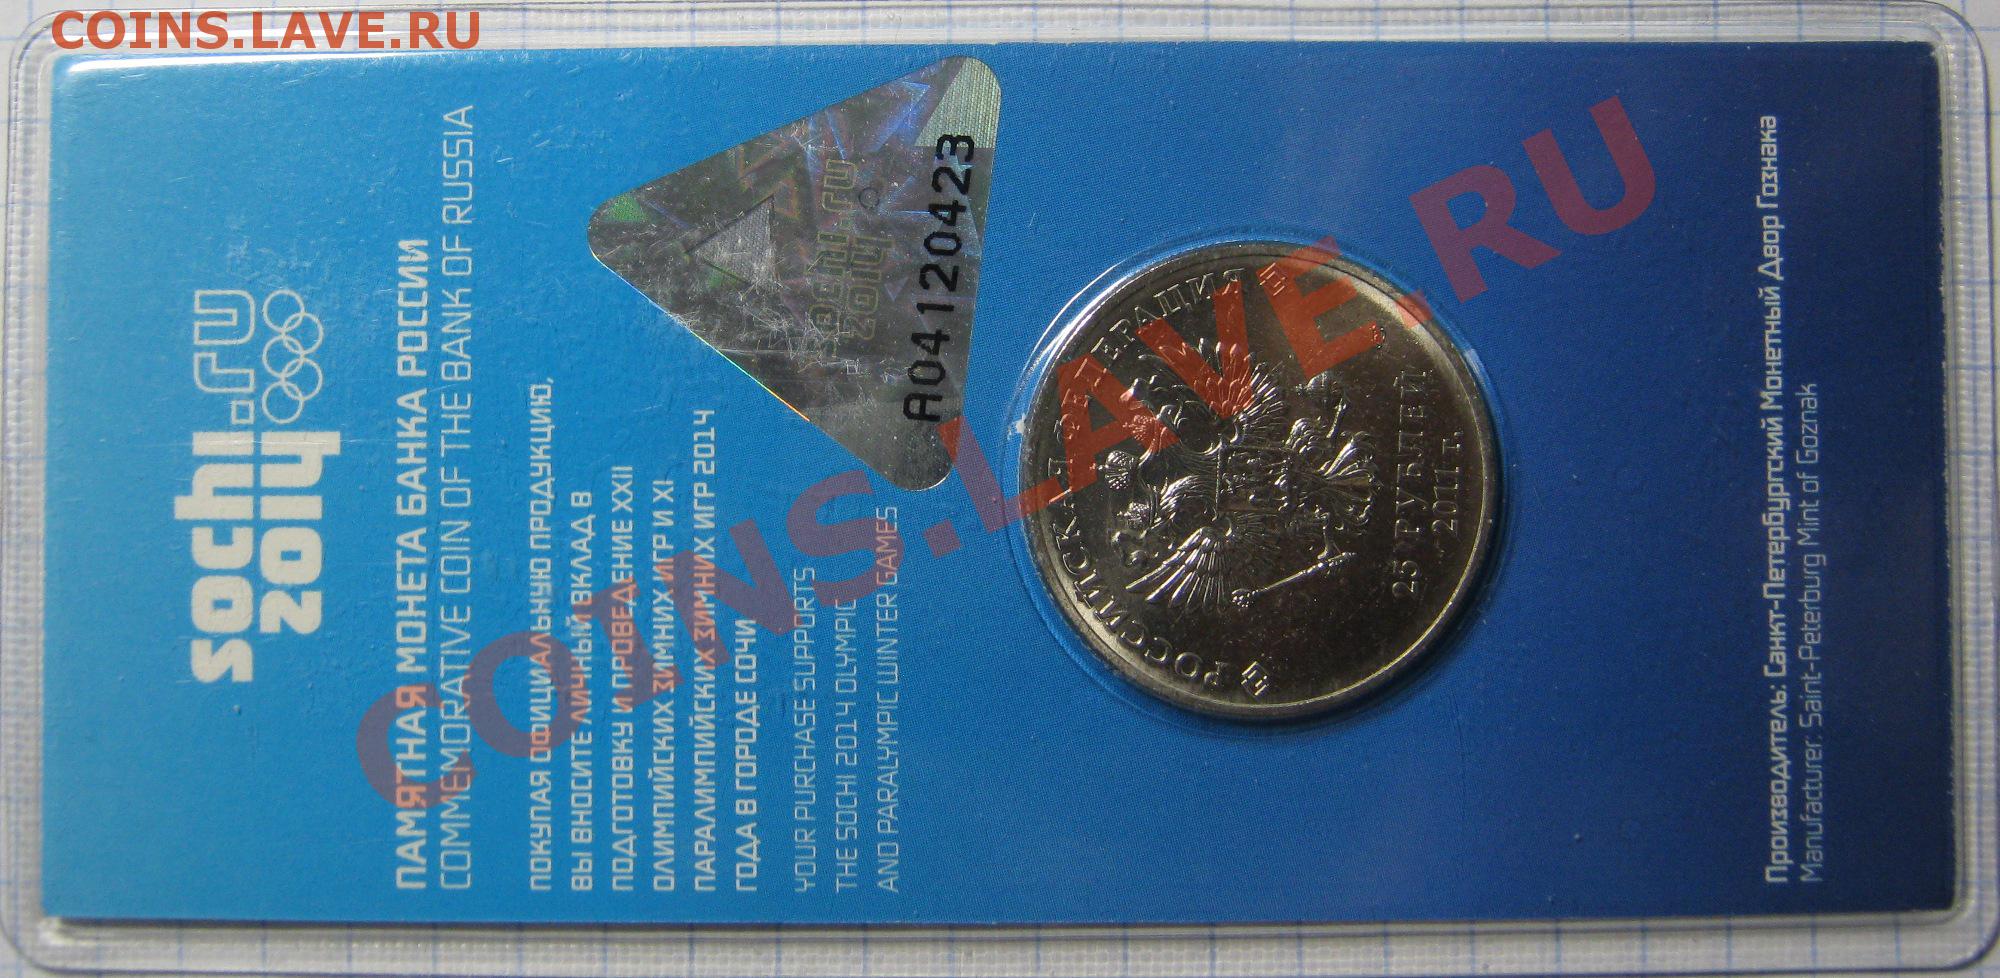 COINS.LAVE.RU
sochi.ru
2014
ПАМЯТНАЯ МОНЕТА БАНКА РОССИИ
COMMEMORATIVE COIN OF THE BANK OF RUSSIA
ПОКУПАЯ ОФИЦИАЛЬНУЮ ПРОДУКЦИЮ,
ВЫ ВНОСИТЕ ЛИЧНЫЙ ВКЛАД В
ПОДГОТОВКУ И ПРОВЕДЕНИЕ XXII
ОЛИМПИЙСКИХ ЗИМНИХ ИГР И XI
ПАРАЛИМПИЙСКИХ ЗИМНИХ ИГР 2014
ГОДА В ГОРОДЕ СОЧИ
YOUR PURCHASE SUPPORTS
THE SOCHI 2014 OLYMPIC
AND PARALYMPIC WINTER GAMES
sochi.ru
2014
A04120423
РОССИЙСКАЯ ФЕДЕРАЦИЯ
25 РУБЛЕЙ
2011 г.
Производитель: Санкт-Петербургский Монетный Двор Гознака
Manufacturer: Saint-Peterburg Mint of Goznak
COINS.LAVE.RU